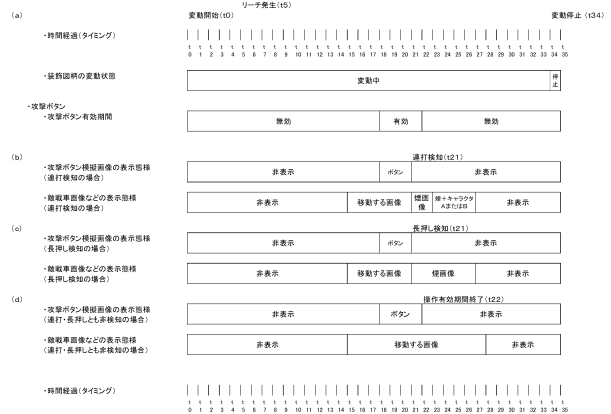 リーチ発生(t5)
(a)
変動開始(t0)
変動停止 (t34)
・時間経過(タイミング)
t t t t t t t t t t t t t t t t t t t t t t t t t t t t t t t t t t t t
0 1 2 3 4 5 6 7 8 9 10 11 12 13 14 15 16 17 18 19 20 21 22 23 24 25 26 27 28 29 30 31 32 33 34 35
・装飾図柄の変動状態
変動中
停止
・攻撃ボタン
・攻撃ボタン有効期間
無効
有効
無効
(b)
連打検知(t21)
・攻撃ボタン模擬画像の表示態様
(連打検知の場合)
非表示
ボタン
非表示
・敵戦車画像などの表示態様
(連打検知の場合)
非表示
移動する画像
煙画像
煙+キャラクタ
AまたはB
非表示
(c)
長押し検知(t21)
・攻撃ボタン模擬画像の表示態様
(長押し検知の場合)
非表示
ボタン
非表示
・敵戦車画像などの表示態様
(長押し検知の場合)
非表示
移動する画像
煙画像
非表示
(d)
操作有効期間終了(t22)
・攻撃ボタン模擬画像の表示態様
(連打・長押しとも非検知の場合)
非表示
ボタン
非表示
・敵戦車画像などの表示態様
(連打・長押しとも非検知の場合)
非表示
移動する画像
非表示
・時間経過(タイミング)
t t t t t t t t t t t t t t t t t t t t t t t t t t t t t t t t t t t t
0 1 2 3 4 5 6 7 8 9 10 11 12 13 14 15 16 17 18 19 20 21 22 23 24 25 26 27 28 29 30 31 32 33 34 35